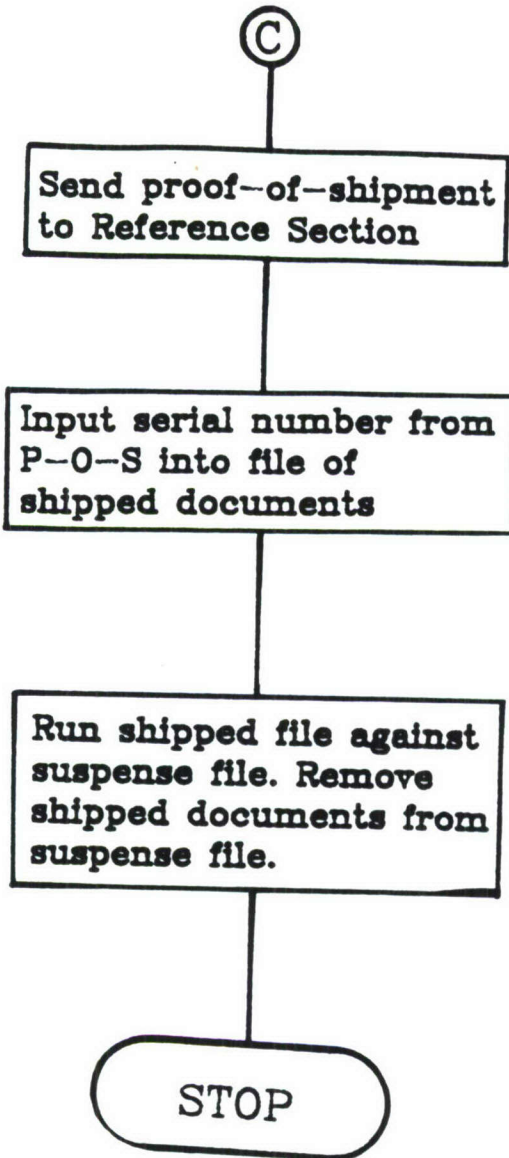 C
Send proof-of-shipment
to Reference Section
Input serial number from
P-O-S into file of
shipped documents
Run shipped file against
suspense file. Remove
shipped documents from
suspense file.
STOP